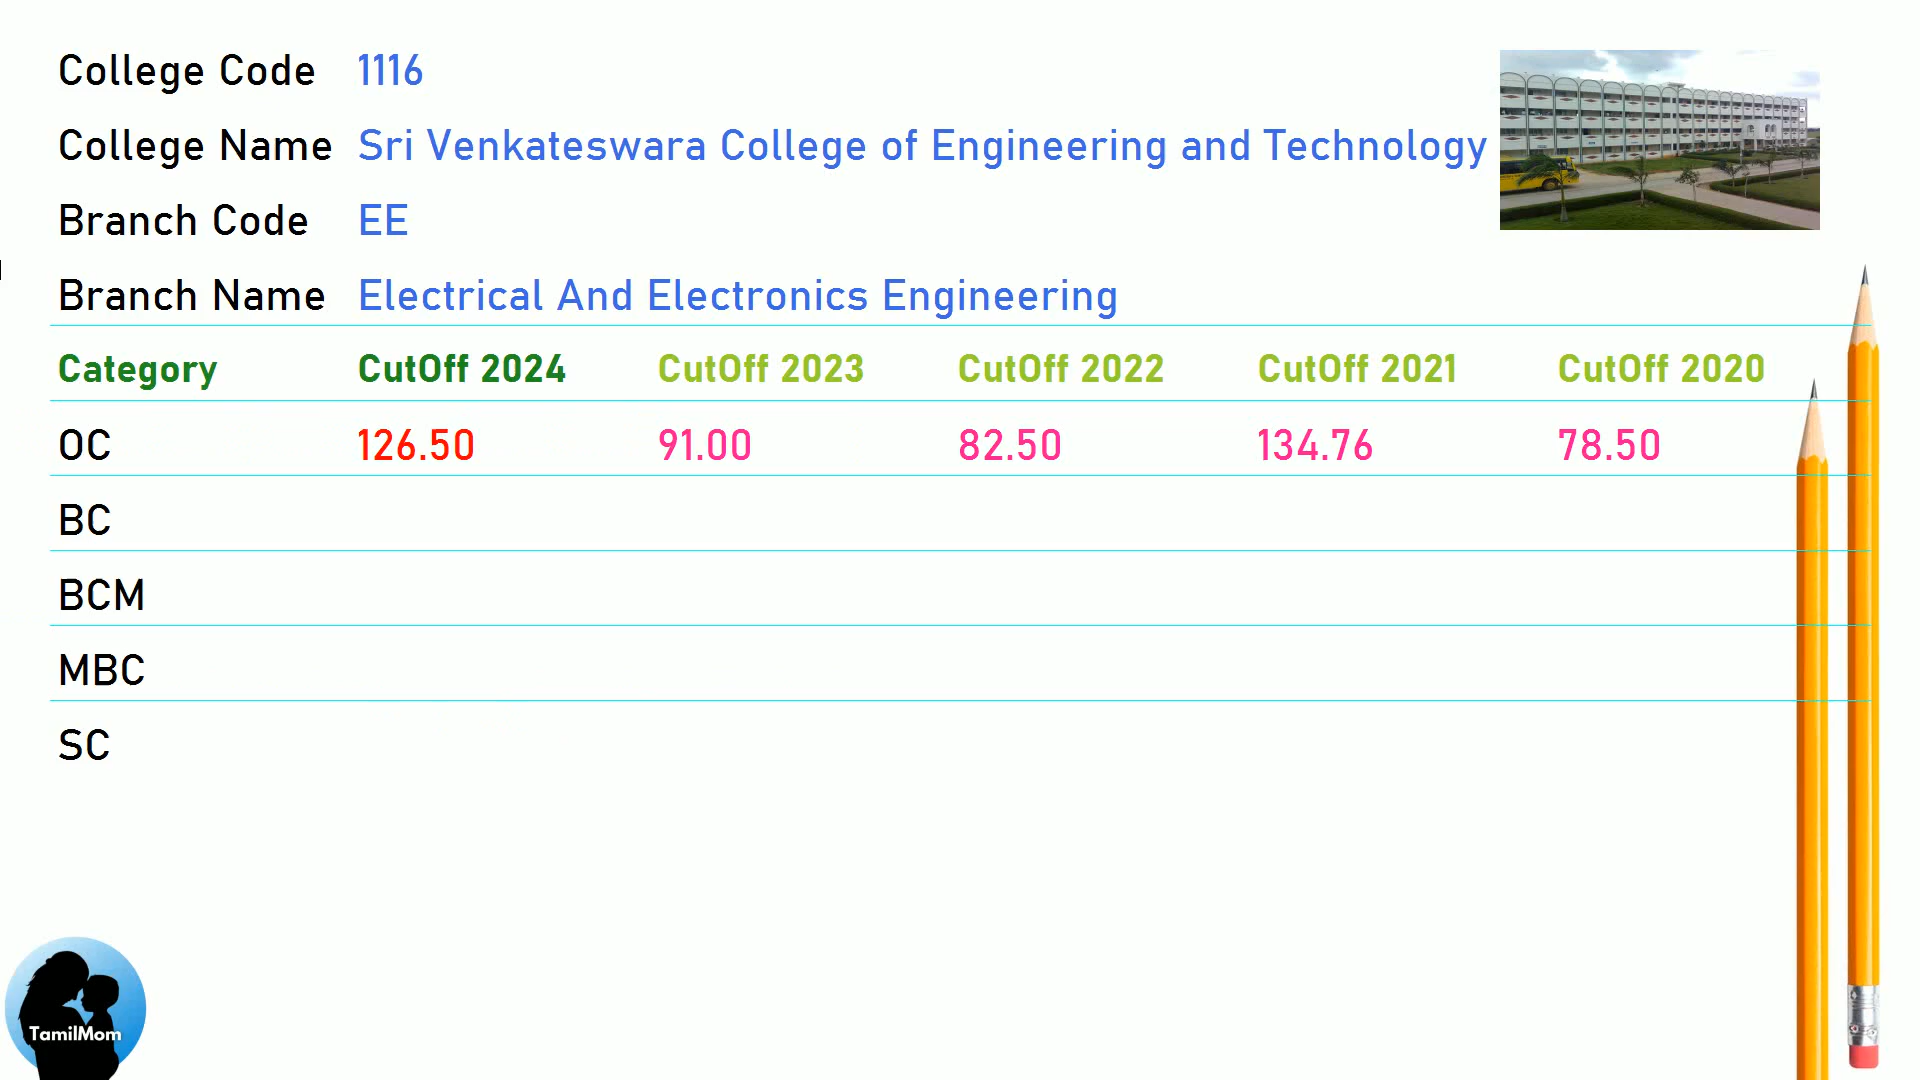 College Code 1116
College Name Sri Venkateswara College of Engineering and Technology
Branch Code EE
Branch Name Electrical And Electronics Engineering
Category CutOff 2024 CutOff 2023 CutOff 2022 CutOff 2021 CutOff 2020
OC 126.50 91.00 82.50 134.76 78.50
BC
BCM
MBC
SC
TamilMom